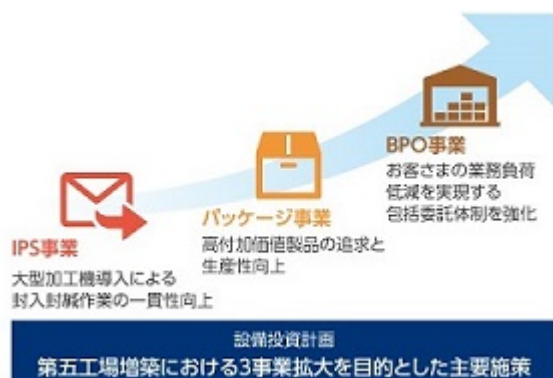 BPO事業
お客さまの業務負荷
低減を実現する
包括委託体制を強化
パッケージ事業
高付加価値製品の追求と
生産性向上
IPS事業
大型加工機導入による
封入封緘作業の一貫性向上
設備投資計画
第五工場増築における3事業拡大を目的とした主要施策